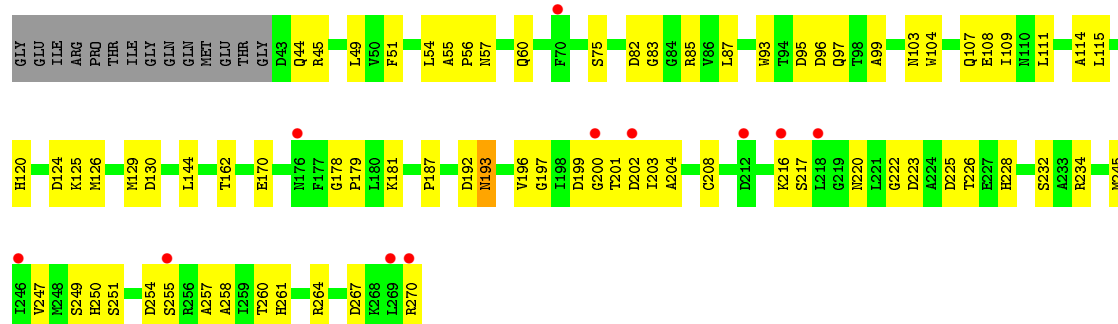 GLY GLU ILE ARG PRO THR ILE GLY GLN GLN MET GLU THR GLY D43 Q44 R45 L49 V50 F51 L54 A55 P56 N57 Q60 F70 S75 D82 G83 G84 R85 V86 L87 W93 T94 D95 D96 Q97 T98 A99 N103 W104 Q107 E108 I109 N110 L111 A114 L115
H120 D124 K125 M126 M129 D130 L144 T162 E170 N176 F177 G178 P179 L180 K181 P187 D192 N193 V196 G197 I198 D199 G200 T201 D202 I203 A204 C208 D212 K216 S217 L218 G219 N220 L221 G222 D223 A224 D225 T226 E227 H228 S232 A233 R234 M245
I246 V247 M248 S249 H250 S251 D254 S255 R256 A257 A258 I259 T260 H261 R264 D267 K268 L269 R270